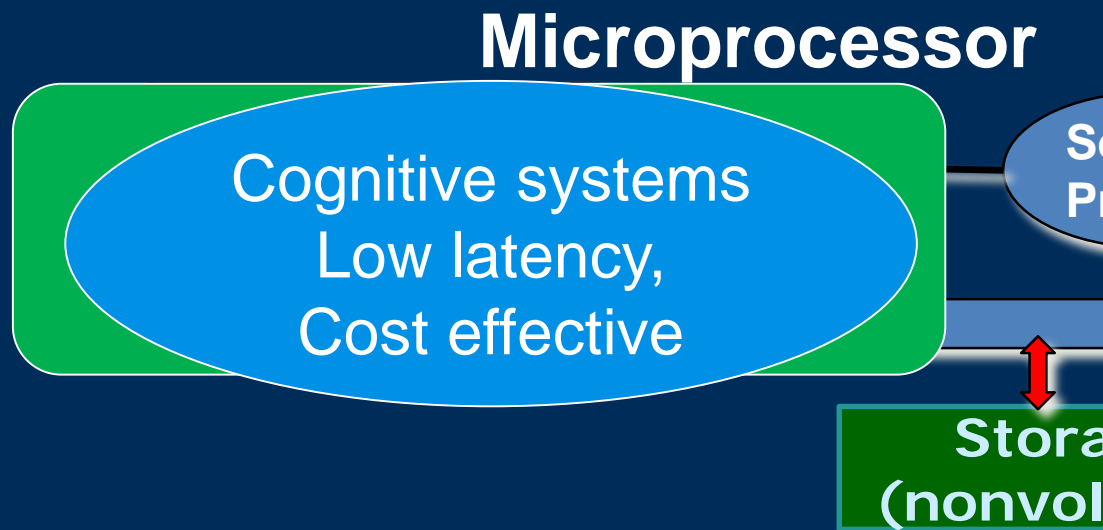 Microprocessor
Cognitive systems
Low latency,
Cost effective